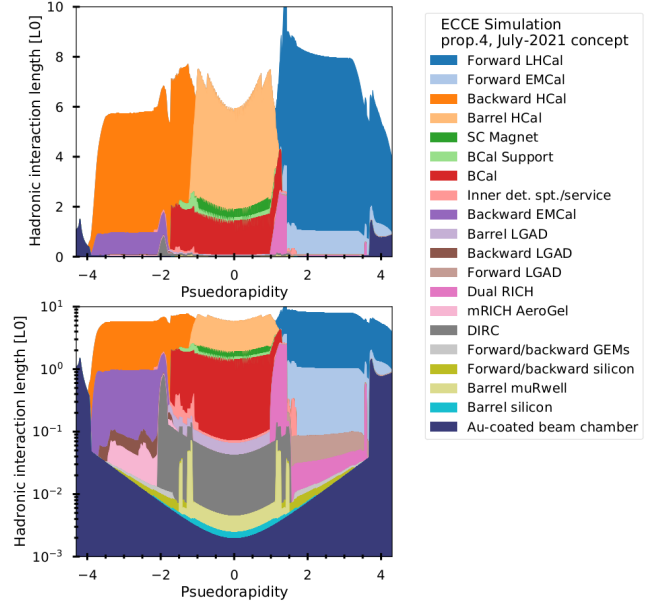 10
8
6
4
2
0
Hadronic interaction length [L0]
−4
−2
0
2
4
Psuedorapidity
10^1
10^0
10^−1
10^−2
10^−3
Hadronic interaction length [L0]
−4
−2
0
2
4
Psuedorapidity
ECCE Simulation
prop.4, July-2021 concept
Forward LHCal
Forward EMCal
Backward HCal
Barrel HCal
SC Magnet
BCal Support
BCal
Inner det. spt./service
Backward EMCal
Barrel LGAD
Backward LGAD
Forward LGAD
Dual RICH
mRICH AeroGel
DIRC
Forward/backward GEMs
Forward/backward silicon
Barrel muRwell
Barrel silicon
Au-coated beam chamber